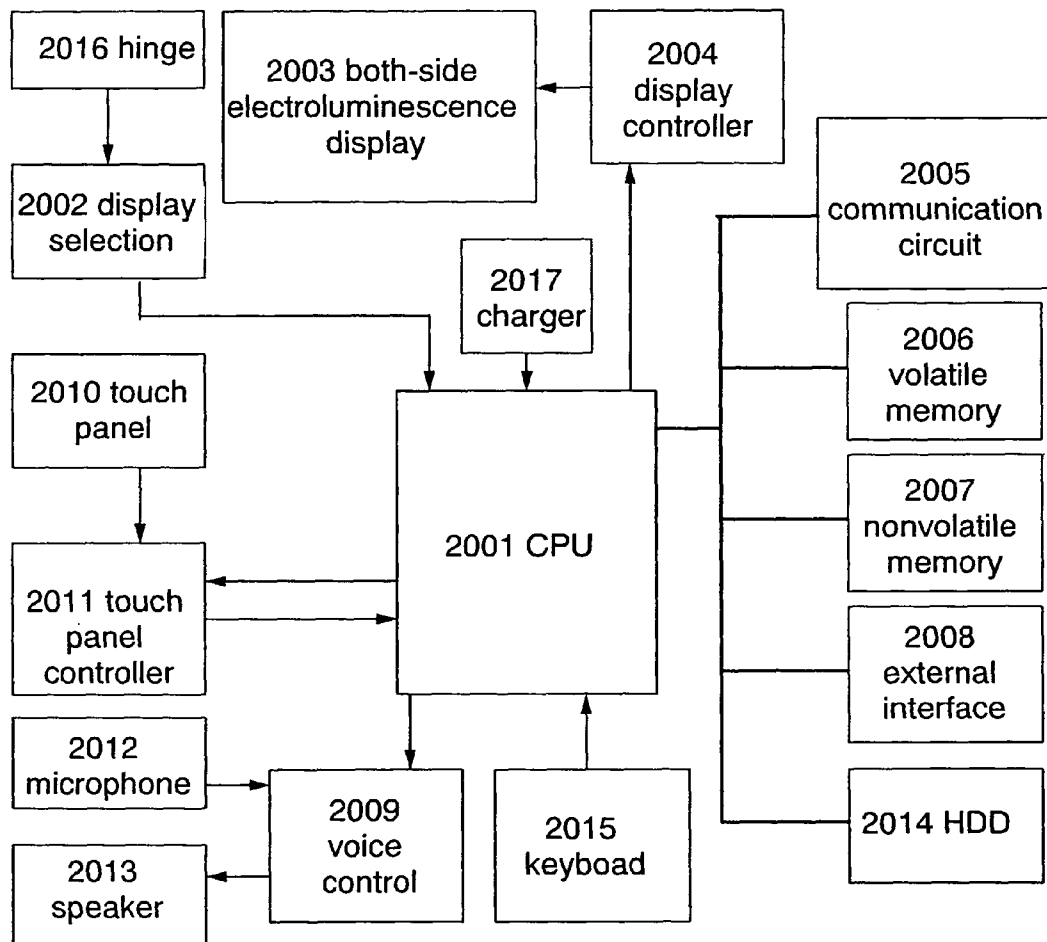 2016 hinge
2003 both-side
electroluminescence
display
2004
display
controller
2002 display
selection
2005
communication
circuit
2017
charger
2006
volatile
memory
2010 touch
panel
2007
nonvolatile
memory
2001 CPU
2011 touch
panel
controller
2008
external
interface
2012
microphone
2009
voice
control
2015
keyboad
2014 HDD
2013
speaker